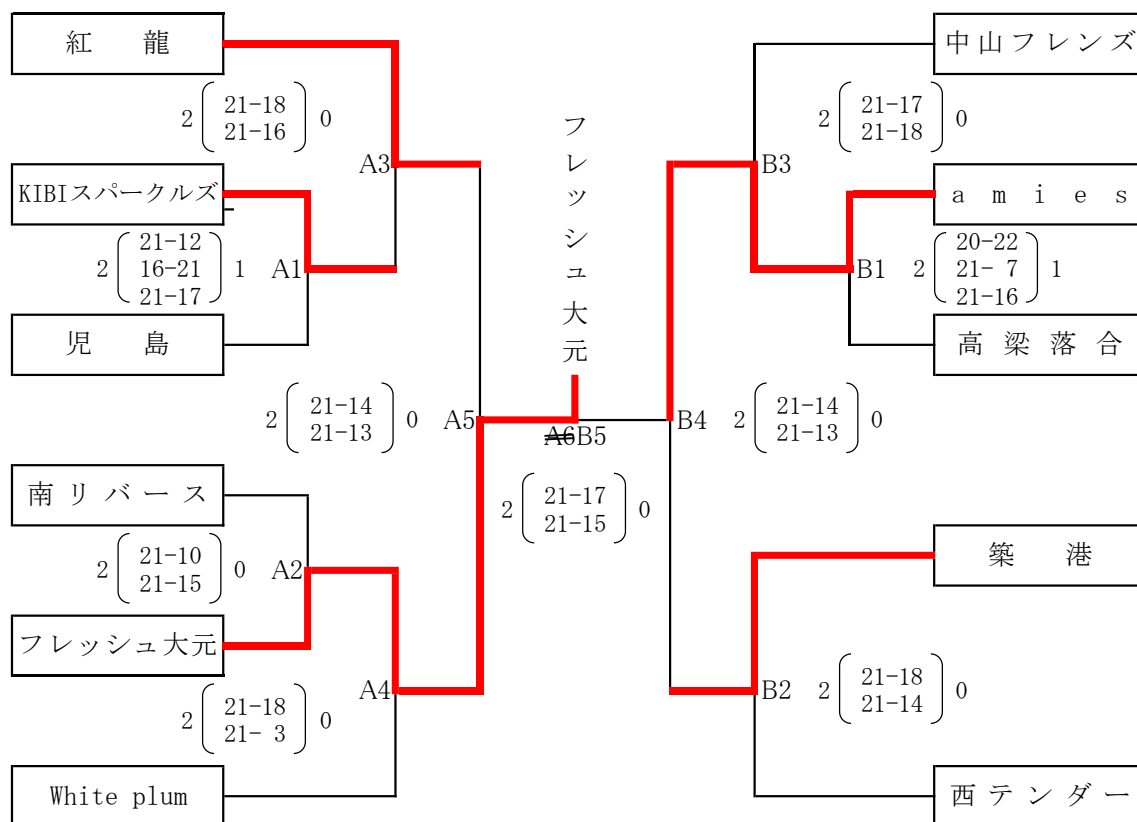 紅龍
2 21-18 0
21-16
A3
KIBIスパークルズ
21-12
2 16-21 1
21-17
A1
児島
2 21-14 0
21-13
A5
南リバース
2 21-10 0
21-15
A2
フレッシュ大元
2 21-18 0
21- 3
A4
White plum
フレッシュ大元
A6B5
2 21-17 0
21-15
中山フレンズ
2 21-17 0
21-18
B3
amies
20-22
B1 2 21- 7 1
21-16
高梁落合
B4 2 21-14 0
21-13
築港
B2 2 21-18 0
21-14
西テンダー